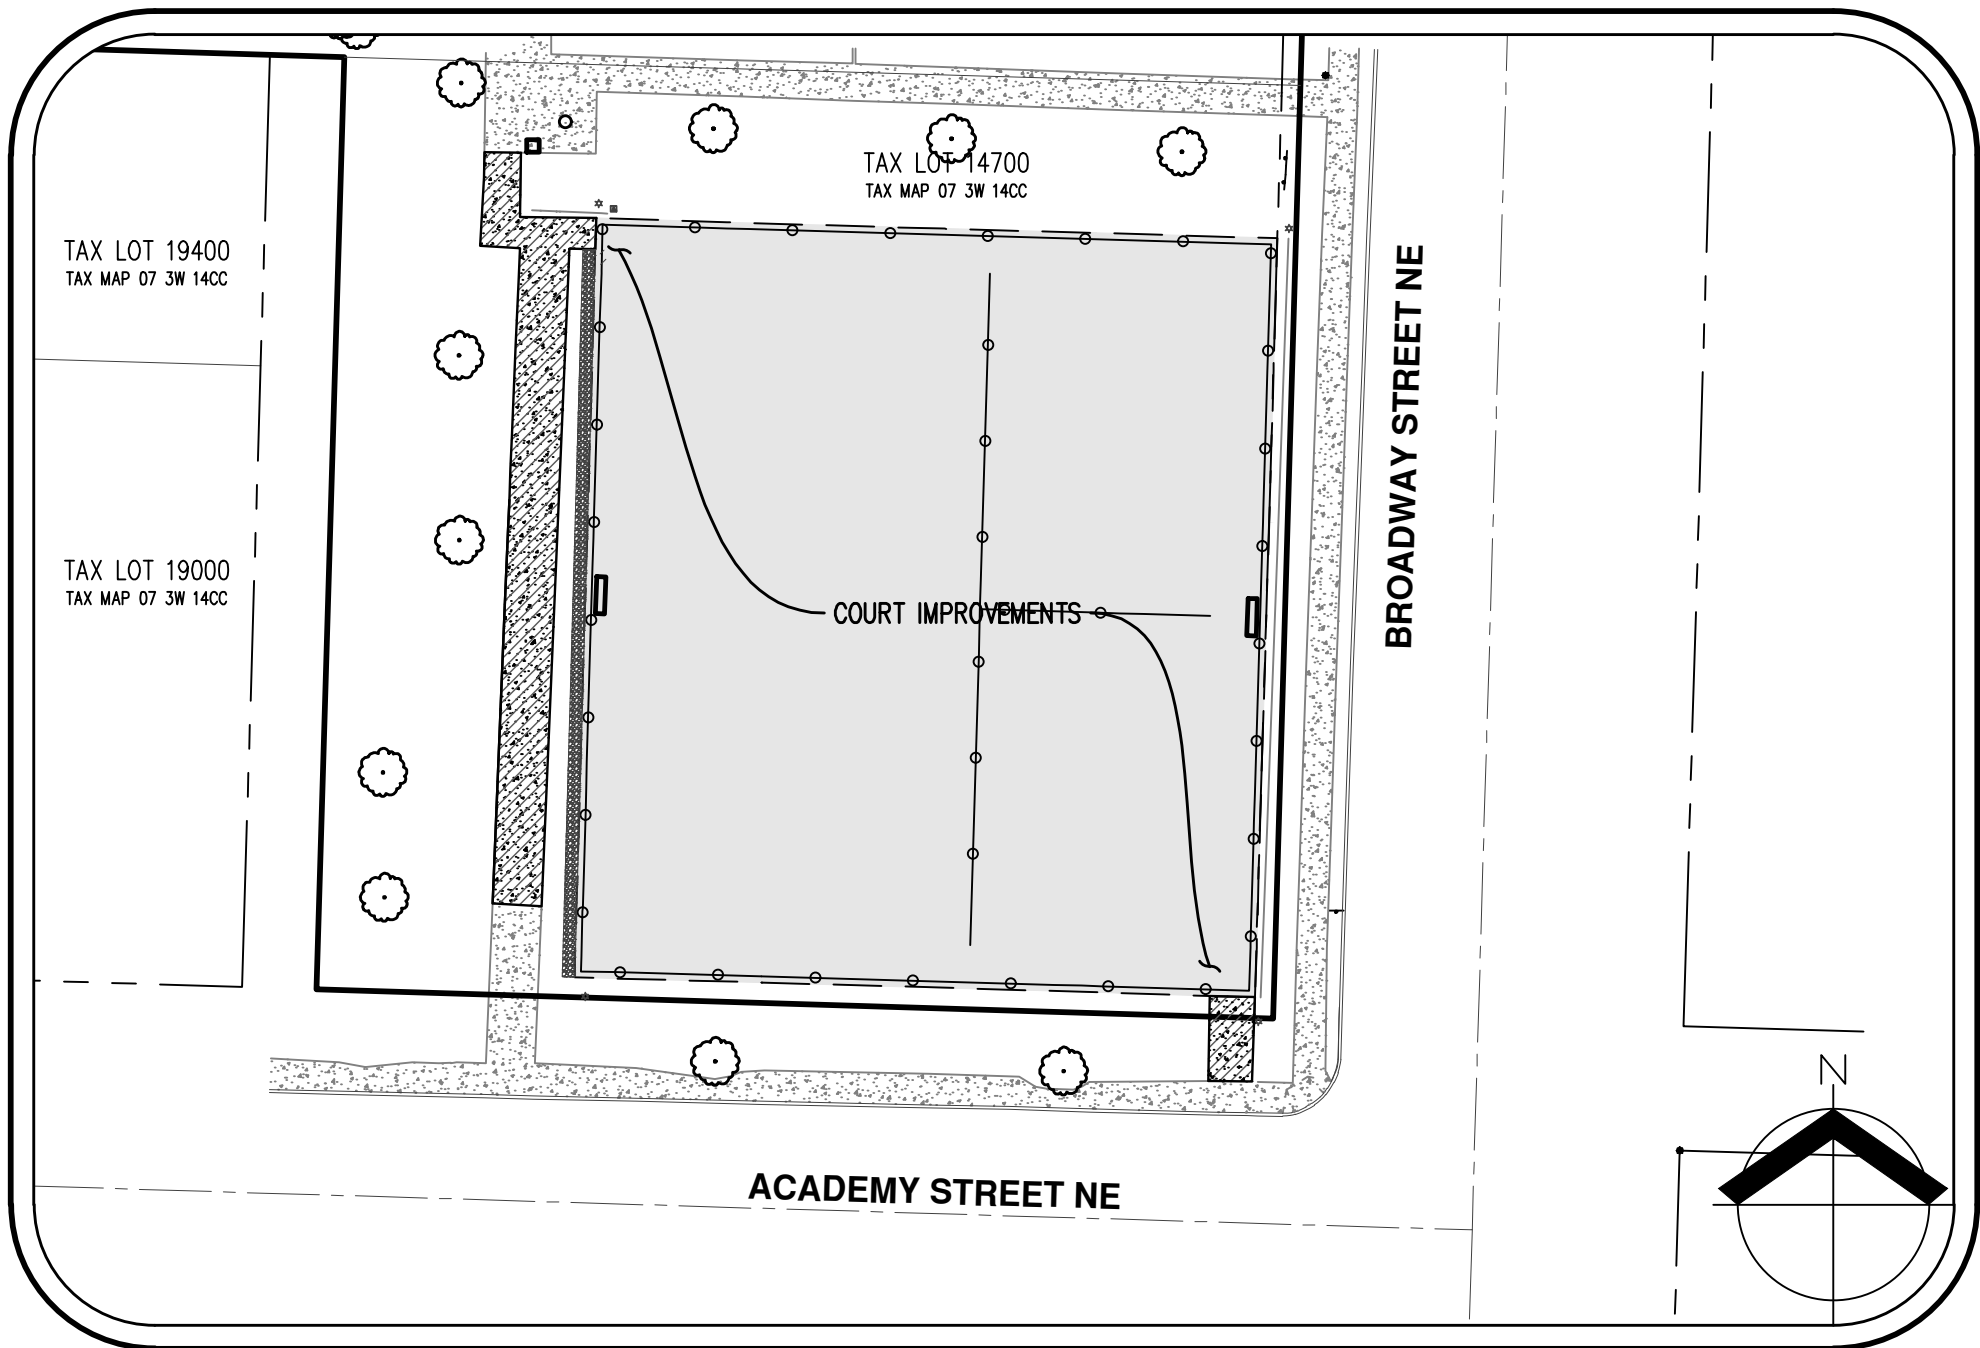 TAX LOT 14700
TAX MAP 07 3W 14CC
TAX LOT 19400
TAX MAP 07 3W 14CC
BROADWAY STREET NE
TAX LOT 19000
TAX MAP 07 3W 14CC
COURT IMPROVEMENTS
N
ACADEMY STREET NE